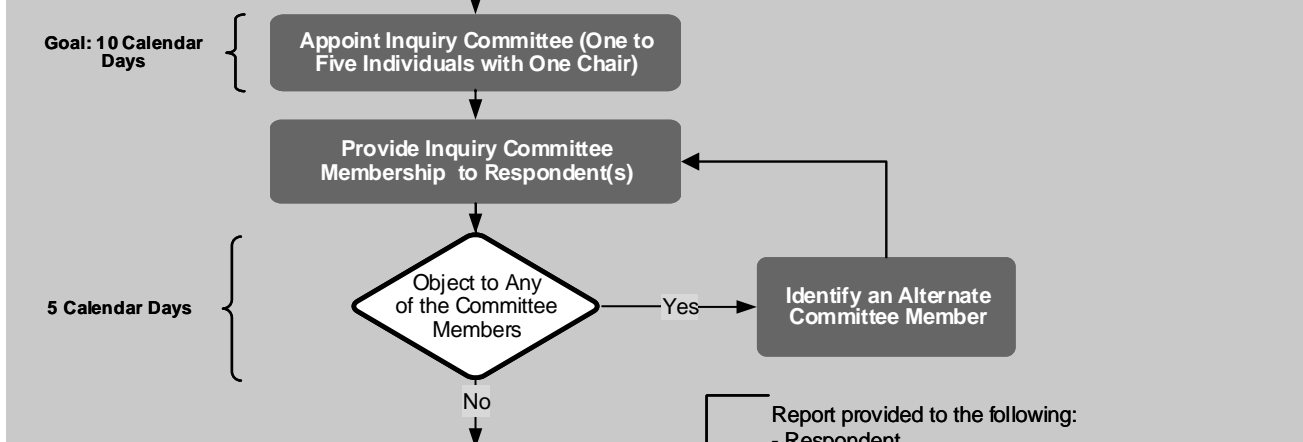 Goal: 10 Calendar
Days
Appoint Inquiry Committee (One to
Five Individuals with One Chair)
Provide Inquiry Committee
Membership to Respondent(s)
5 Calendar Days
Object to Any
of the Committee
Members
Yes
Identify an Alternate
Committee Member
No
Report provided to the following:
- Respondent